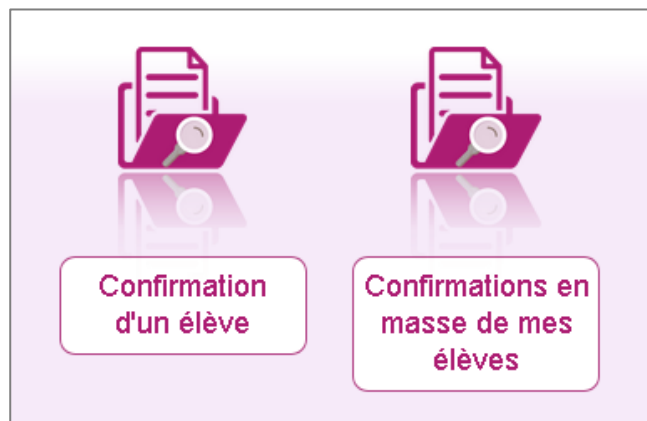 Confirmation
d'un élève
Confirmations en
masse de mes
élèves